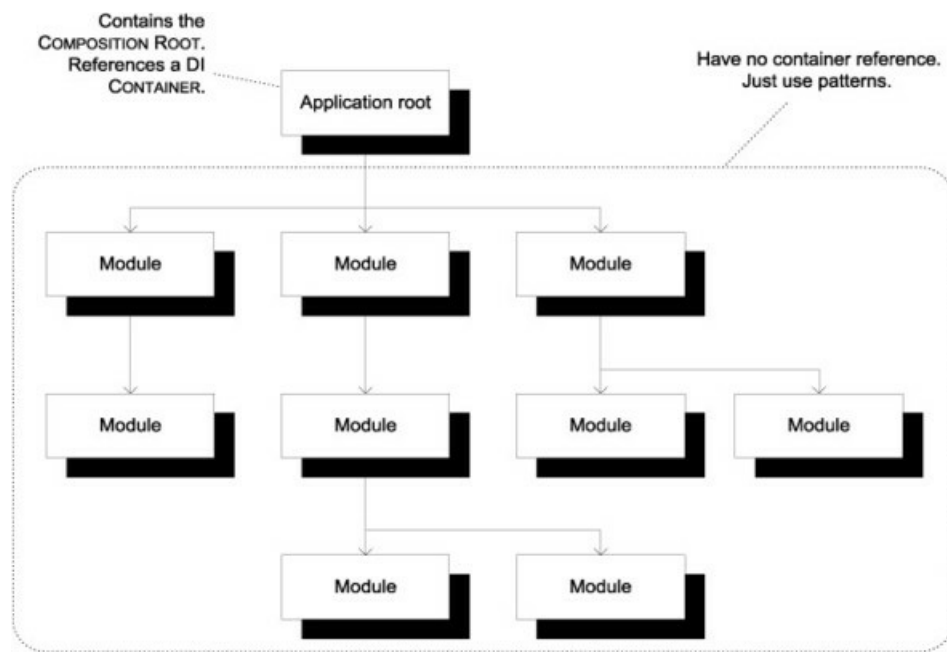 Contains the
COMPOSITION ROOT.
References a DI
CONTAINER.
Have no container reference.
Just use patterns.
Application root
Module
Module
Module
Module
Module
Module
Module
Module
Module